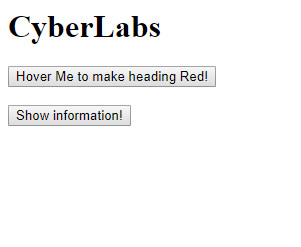 CyberLabs
Hover Me to make heading Red!
Show information!